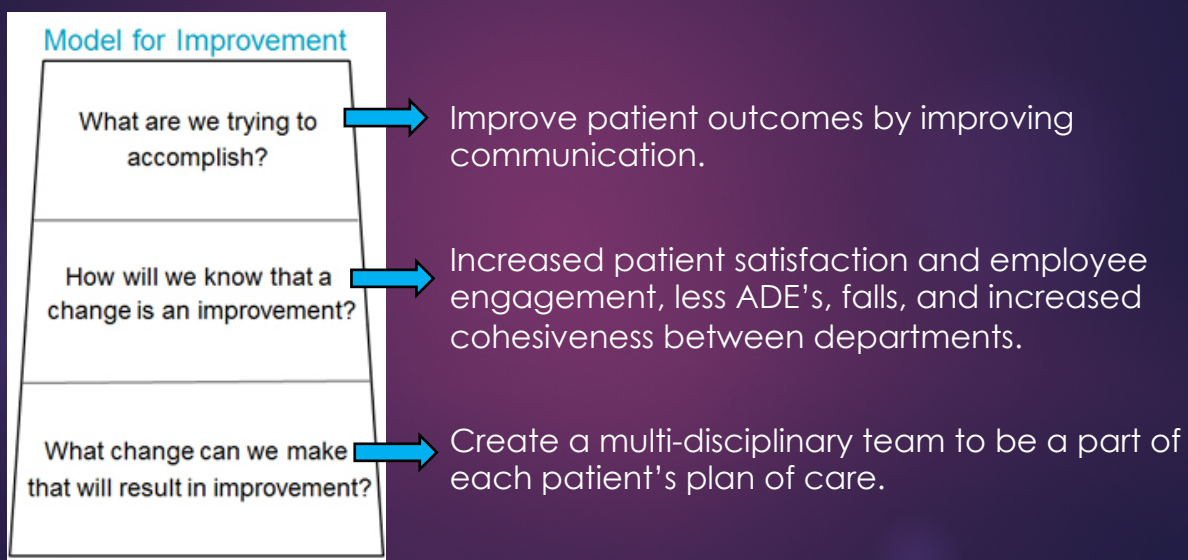 Model for Improvement
What are we trying to
accomplish?
Improve patient outcomes by improving
communication.
How will we know that a
change is an improvement?
Increased patient satisfaction and employee
engagement, less ADE’s, falls, and increased
cohesiveness between departments.
What change can we make
that will result in improvement?
Create a multi-disciplinary team to be a part of
each patient’s plan of care.